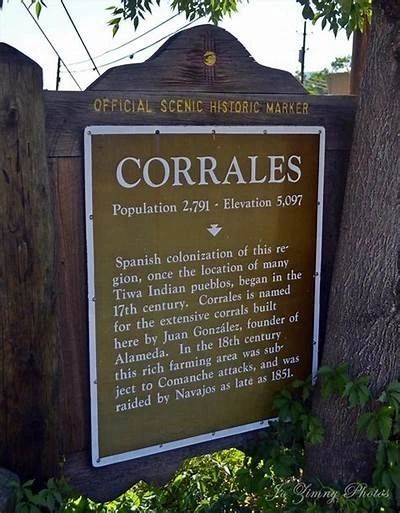 OFFICIAL SCENIC HISTORIC MARKER
CORRALES
Population 2,791 - Elevation 5,097
Spanish colonization of this re-
gion, once the location of many
Tiwa Indian pueblos, began in the
17th century. Corrales is named
for the extensive corrals built
here by Juan González, founder of
Alameda. In the 18th century
this rich farming area was sub-
ject to Comanche attacks, and was
raided by Navajos as late as 1851.
Jo Zimny Photos